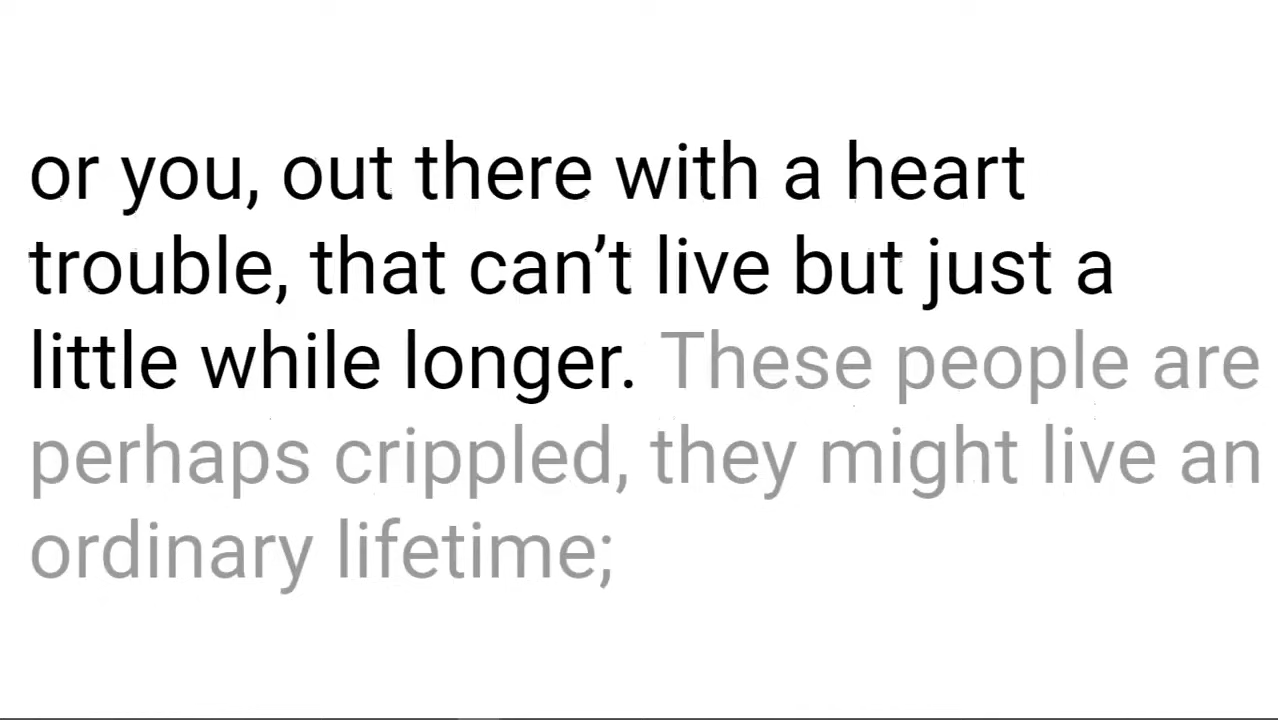 or you, out there with a heart
trouble, that can’t live but just a
little while longer. These people are
perhaps crippled, they might live an
ordinary lifetime;